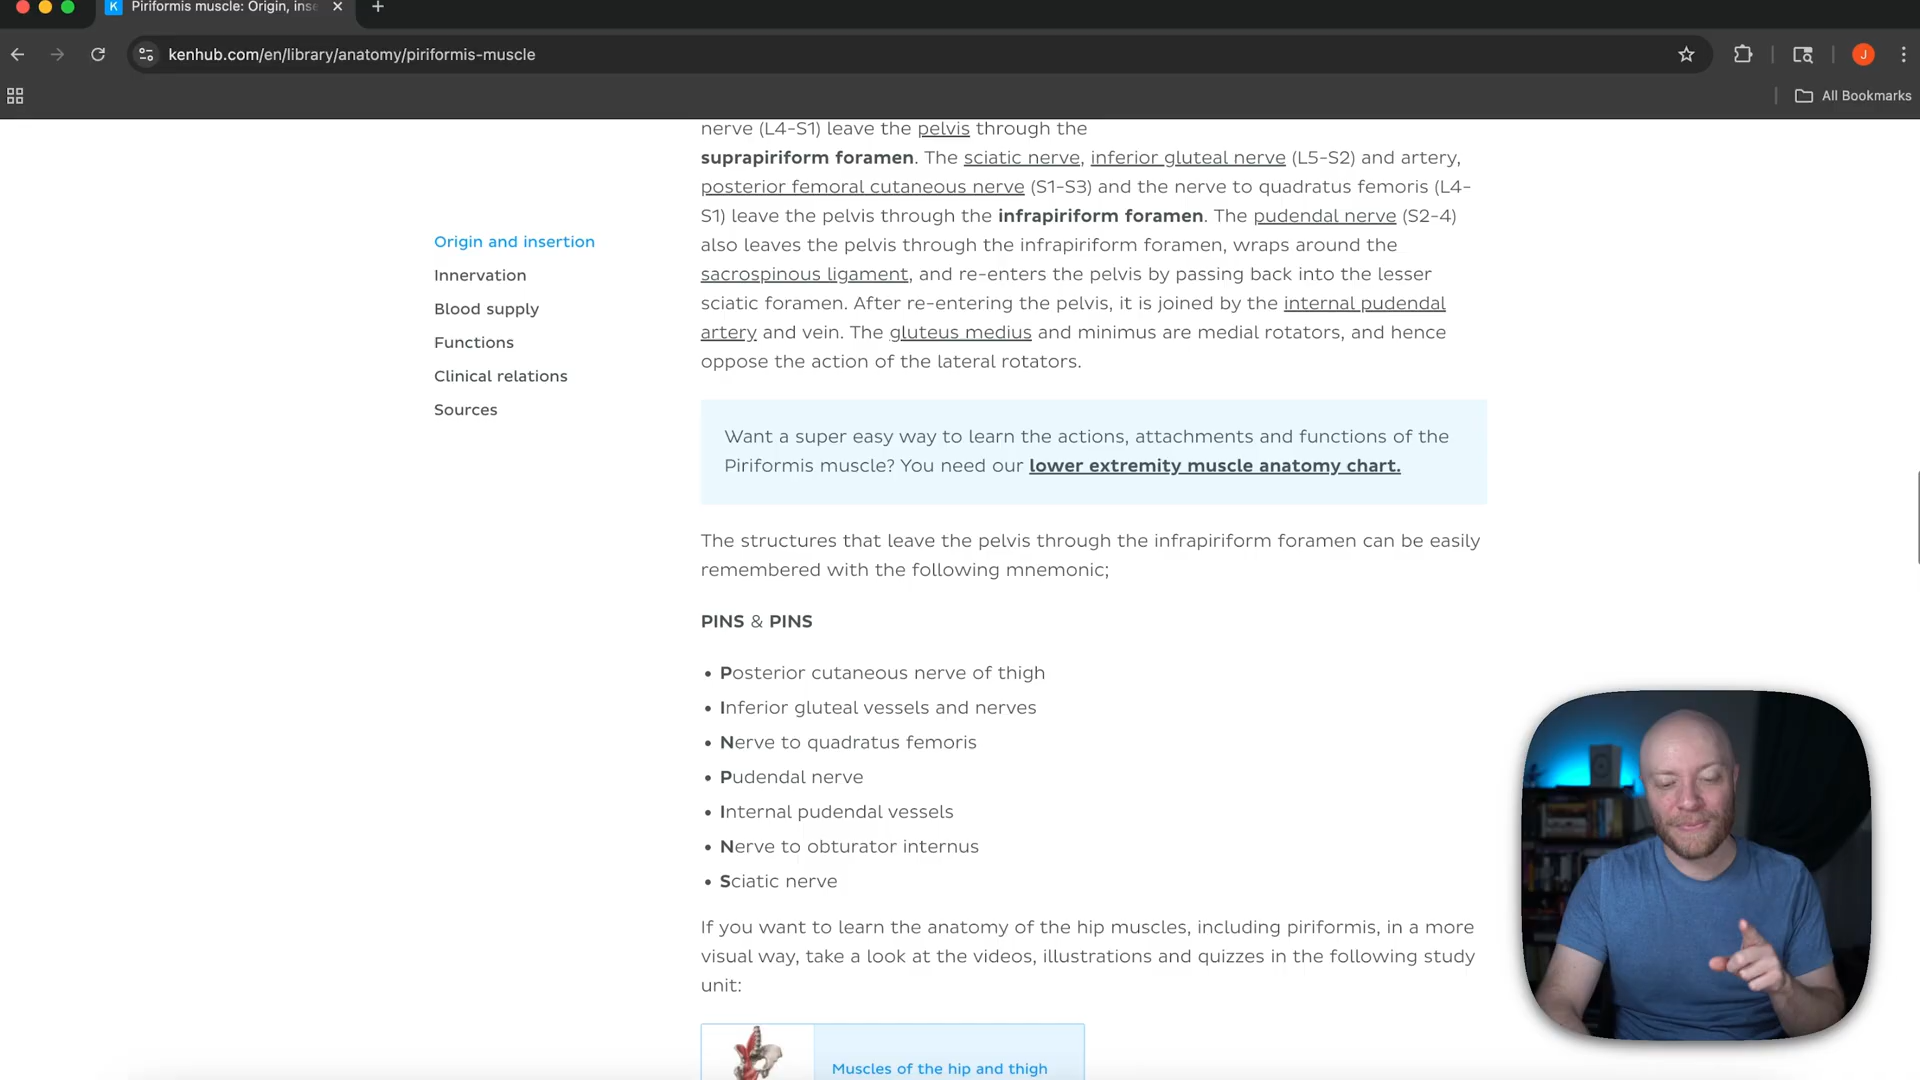 Piriformis muscle: Origin, inse
kenhub.com/en/library/anatomy/piriformis-muscle
J
All Bookmarks
Origin and insertion
Innervation
Blood supply
Functions
Clinical relations
Sources
nerve (L4-S1) leave the pelvis through the
suprapiriform foramen. The sciatic nerve, inferior gluteal nerve (L5-S2) and artery,
posterior femoral cutaneous nerve (S1-S3) and the nerve to quadratus femoris (L4-
S1) leave the pelvis through the infrapiriform foramen. The pudendal nerve (S2-4)
also leaves the pelvis through the infrapiriform foramen, wraps around the
sacrospinous ligament, and re-enters the pelvis by passing back into the lesser
sciatic foramen. After re-entering the pelvis, it is joined by the internal pudendal
artery and vein. The gluteus medius and minimus are medial rotators, and hence
oppose the action of the lateral rotators.
Want a super easy way to learn the actions, attachments and functions of the
Piriformis muscle? You need our lower extremity muscle anatomy chart.
The structures that leave the pelvis through the infrapiriform foramen can be easily
remembered with the following mnemonic;
PINS & PINS
• Posterior cutaneous nerve of thigh
• Inferior gluteal vessels and nerves
• Nerve to quadratus femoris
• Pudendal nerve
• Internal pudendal vessels
• Nerve to obturator internus
• Sciatic nerve
If you want to learn the anatomy of the hip muscles, including piriformis, in a more
visual way, take a look at the videos, illustrations and quizzes in the following study
unit:
Muscles of the hip and thigh